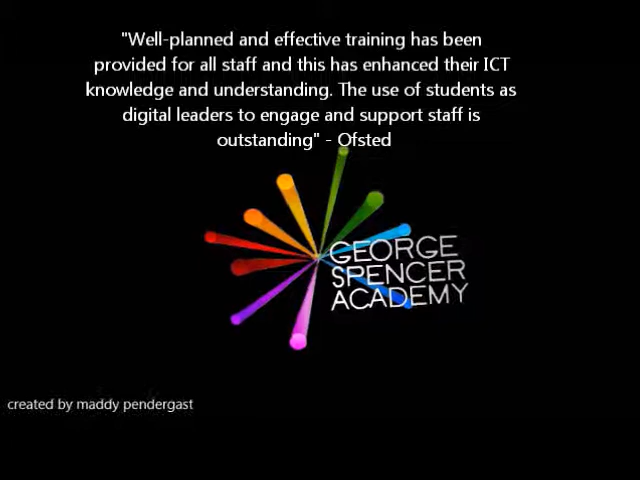 "Well-planned and effective training has been
provided for all staff and this has enhanced their ICT
knowledge and understanding. The use of students as
digital leaders to engage and support staff is
outstanding" - Ofsted
GEORGE
SPENCER
ACADEMY
created by maddy pendergast